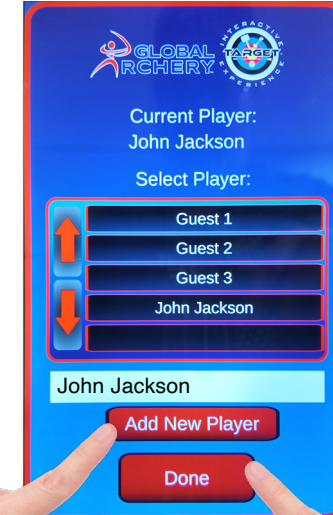 GLOBAL
ARCHERY
INTERACTIVE
TARGET
EXPERIENCE
Current Player:
John Jackson
Select Player:
Guest 1
Guest 2
Guest 3
John Jackson
John Jackson
Add New Player
Done